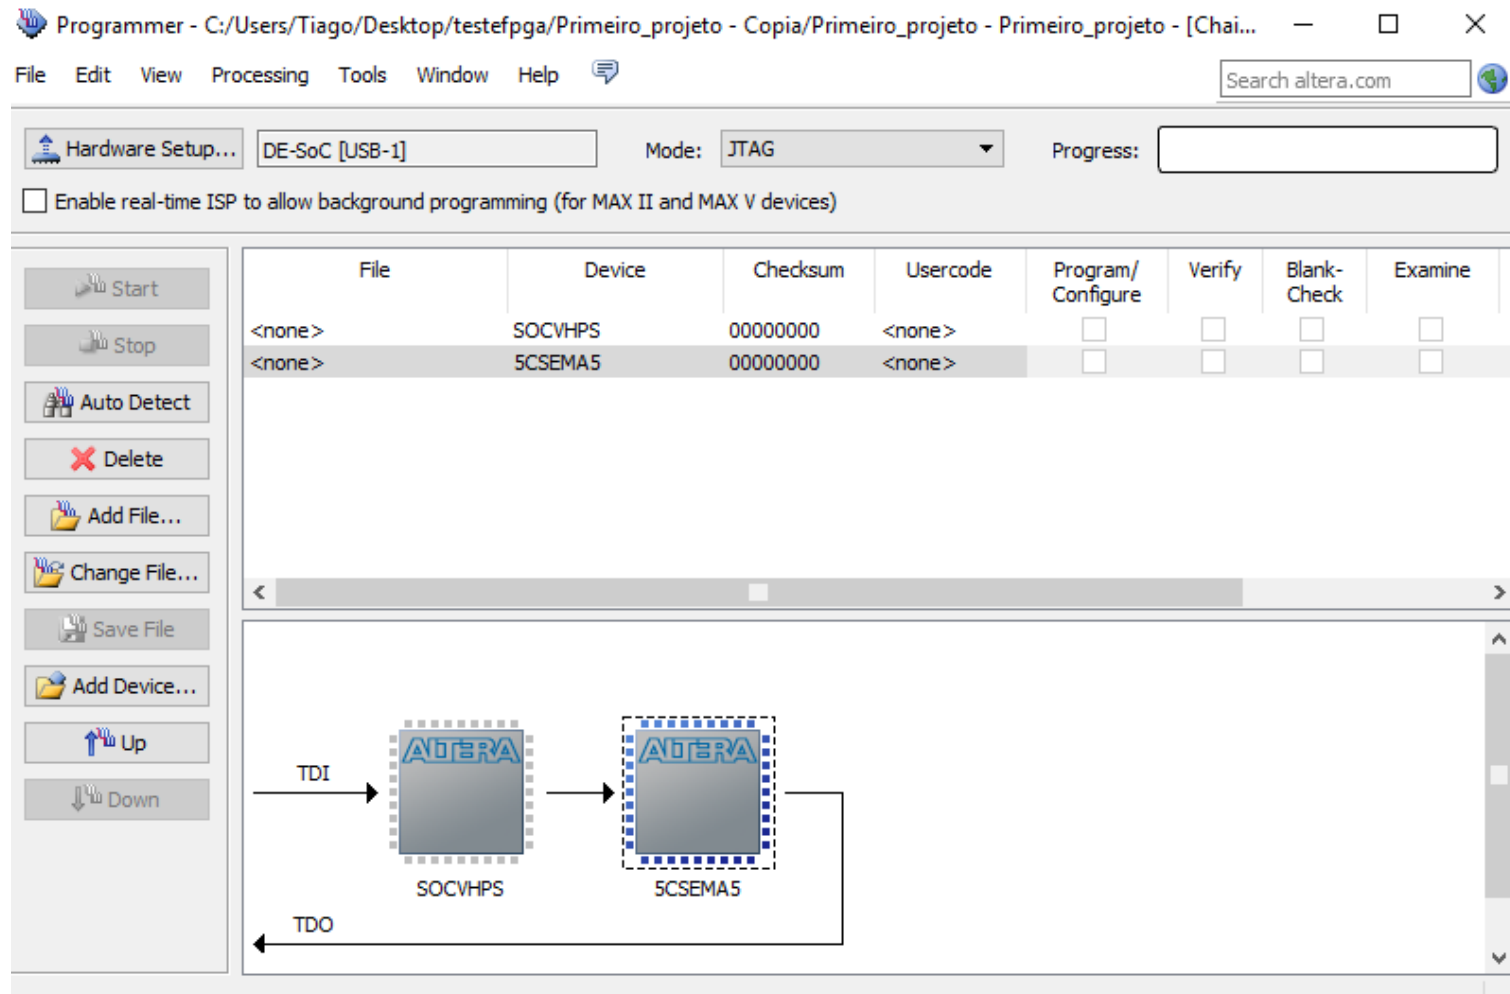 Programmer - C:/Users/Tiago/Desktop/testefpga/Primeiro_projeto - Copia/Primeiro_projeto - Primeiro_projeto - [Chai...
File Edit View Processing Tools Window Help
Search altera.com
Hardware Setup... DE-SoC [USB-1] Mode: JTAG Progress:
Enable real-time ISP to allow background programming (for MAX II and MAX V devices)
Start
Stop
Auto Detect
Delete
Add File...
Change File...
Save File
Add Device...
Up
Down
File Device Checksum Usercode Program/ Verify Blank- Examine
Configure Check
<none> SOCVHPS 00000000 <none>
<none> 5CSEMA5 00000000 <none>
ALTERA ALTERA
TDI
SOCVHPS 5CSEMA5
TDO